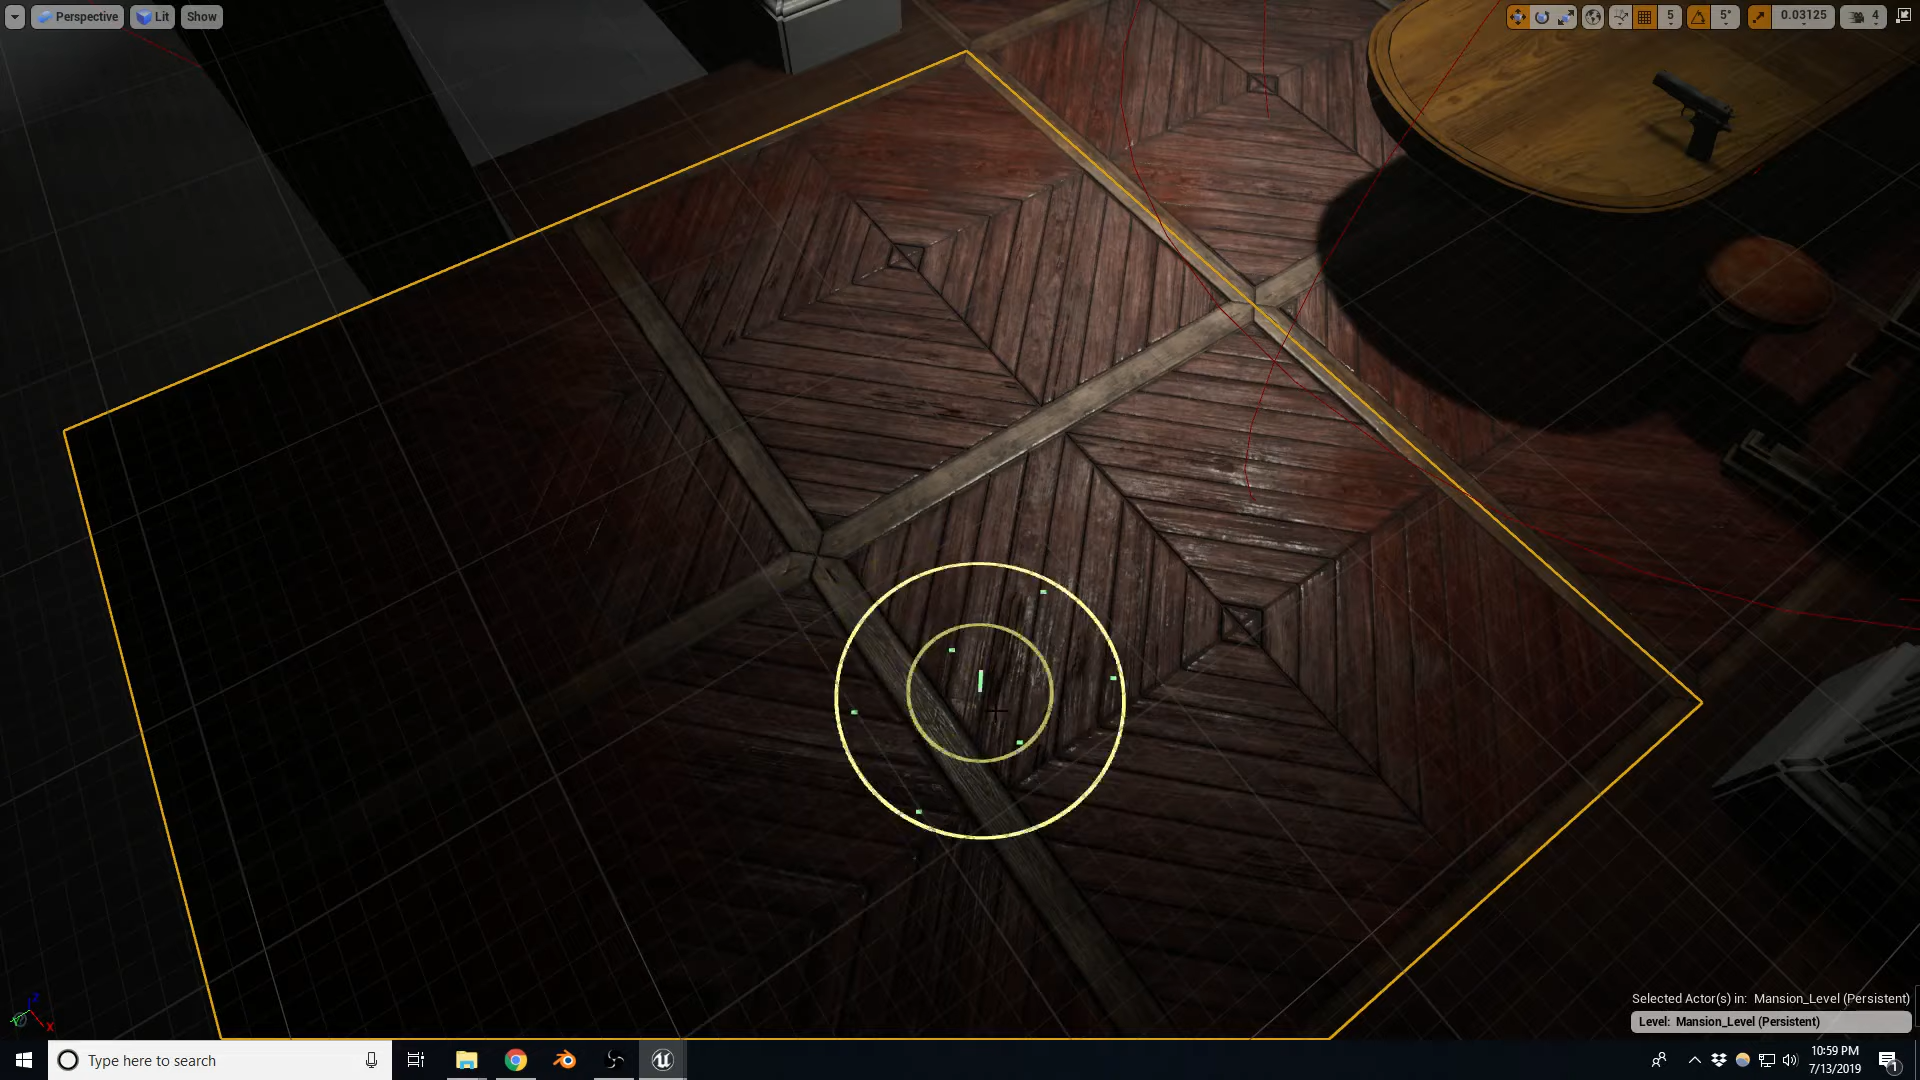 Perspective Lit Show
5 5° 0.03125 4
Selected Actor(s) in: Mansion_Level (Persistent)
Level: Mansion_Level (Persistent)
Z
X
Type here to search
10:59 PM
7/13/2019
1